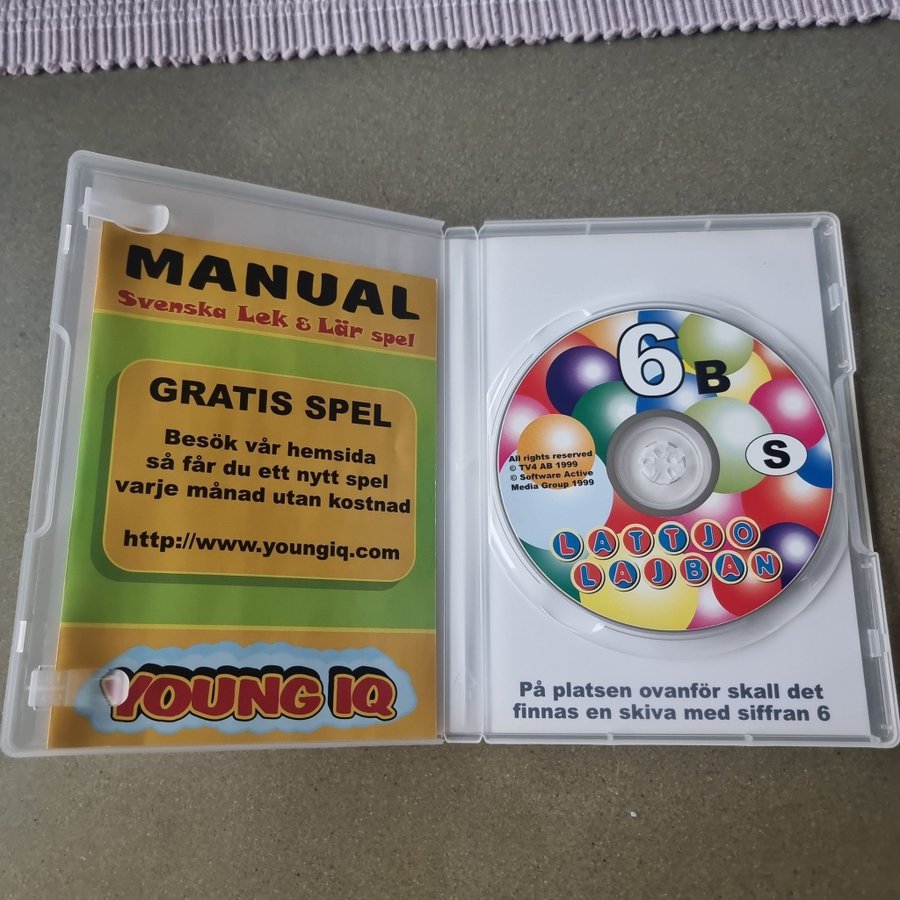 MANUAL
Svenska Lek & Lär spel
GRATIS SPEL
Besök vår hemsida
så får du ett nytt spel
varje månad utan kostnad
http://www.youngiq.com
YOUNG IQ
6 B
S
All rights reserved
© TV4 AB 1999
© Software Active
Media Group 1999
LATTJO
LAJBAN
På platsen ovanför skall det
finnas en skiva med siffran 6